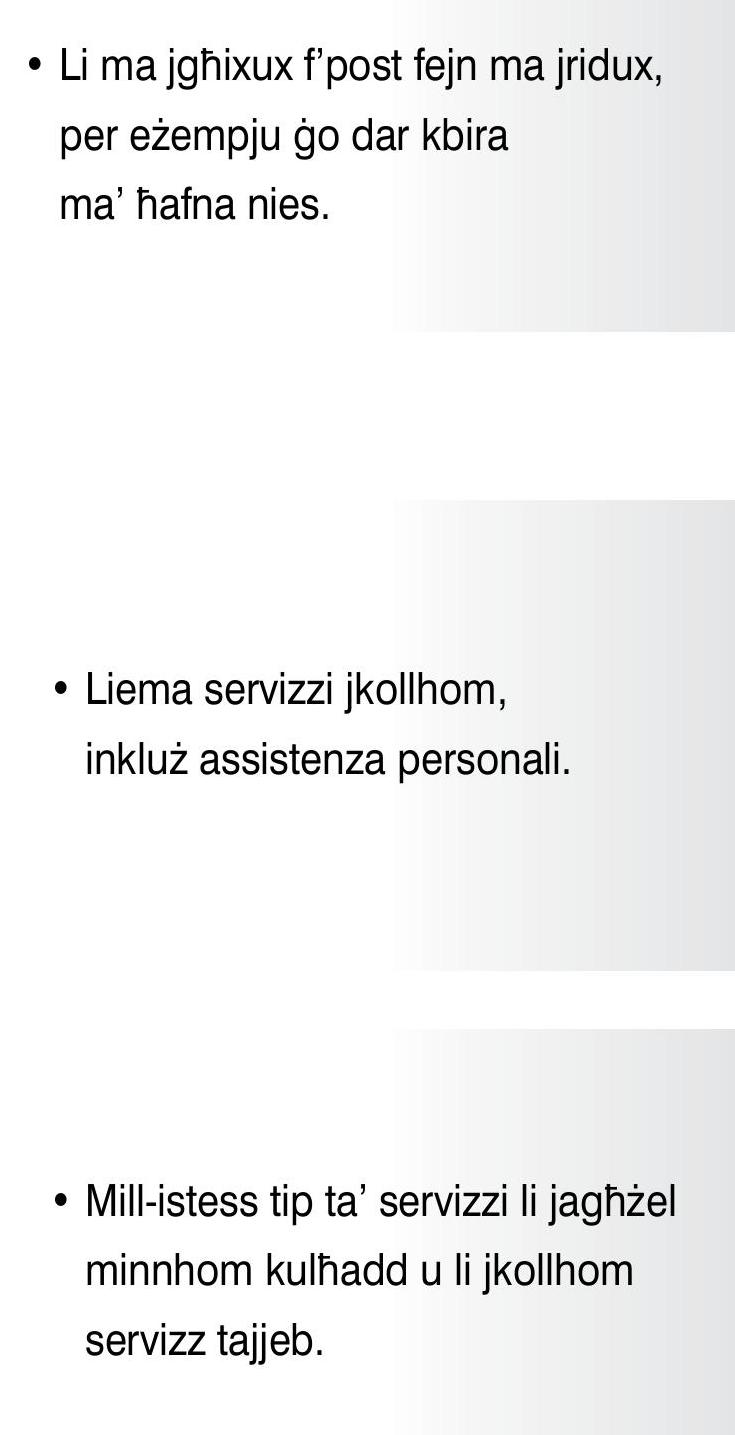 • Li ma jgħixux f’post fejn ma jridux,
per eżempju ġo dar kbira
ma’ ħafna nies.
• Liema servizzi jkollhom,
inkluż assistenza personali.
• Mill-istess tip ta’ servizzi li jagħżel
minnhom kulħadd u li jkollhom
servizz tajjeb.